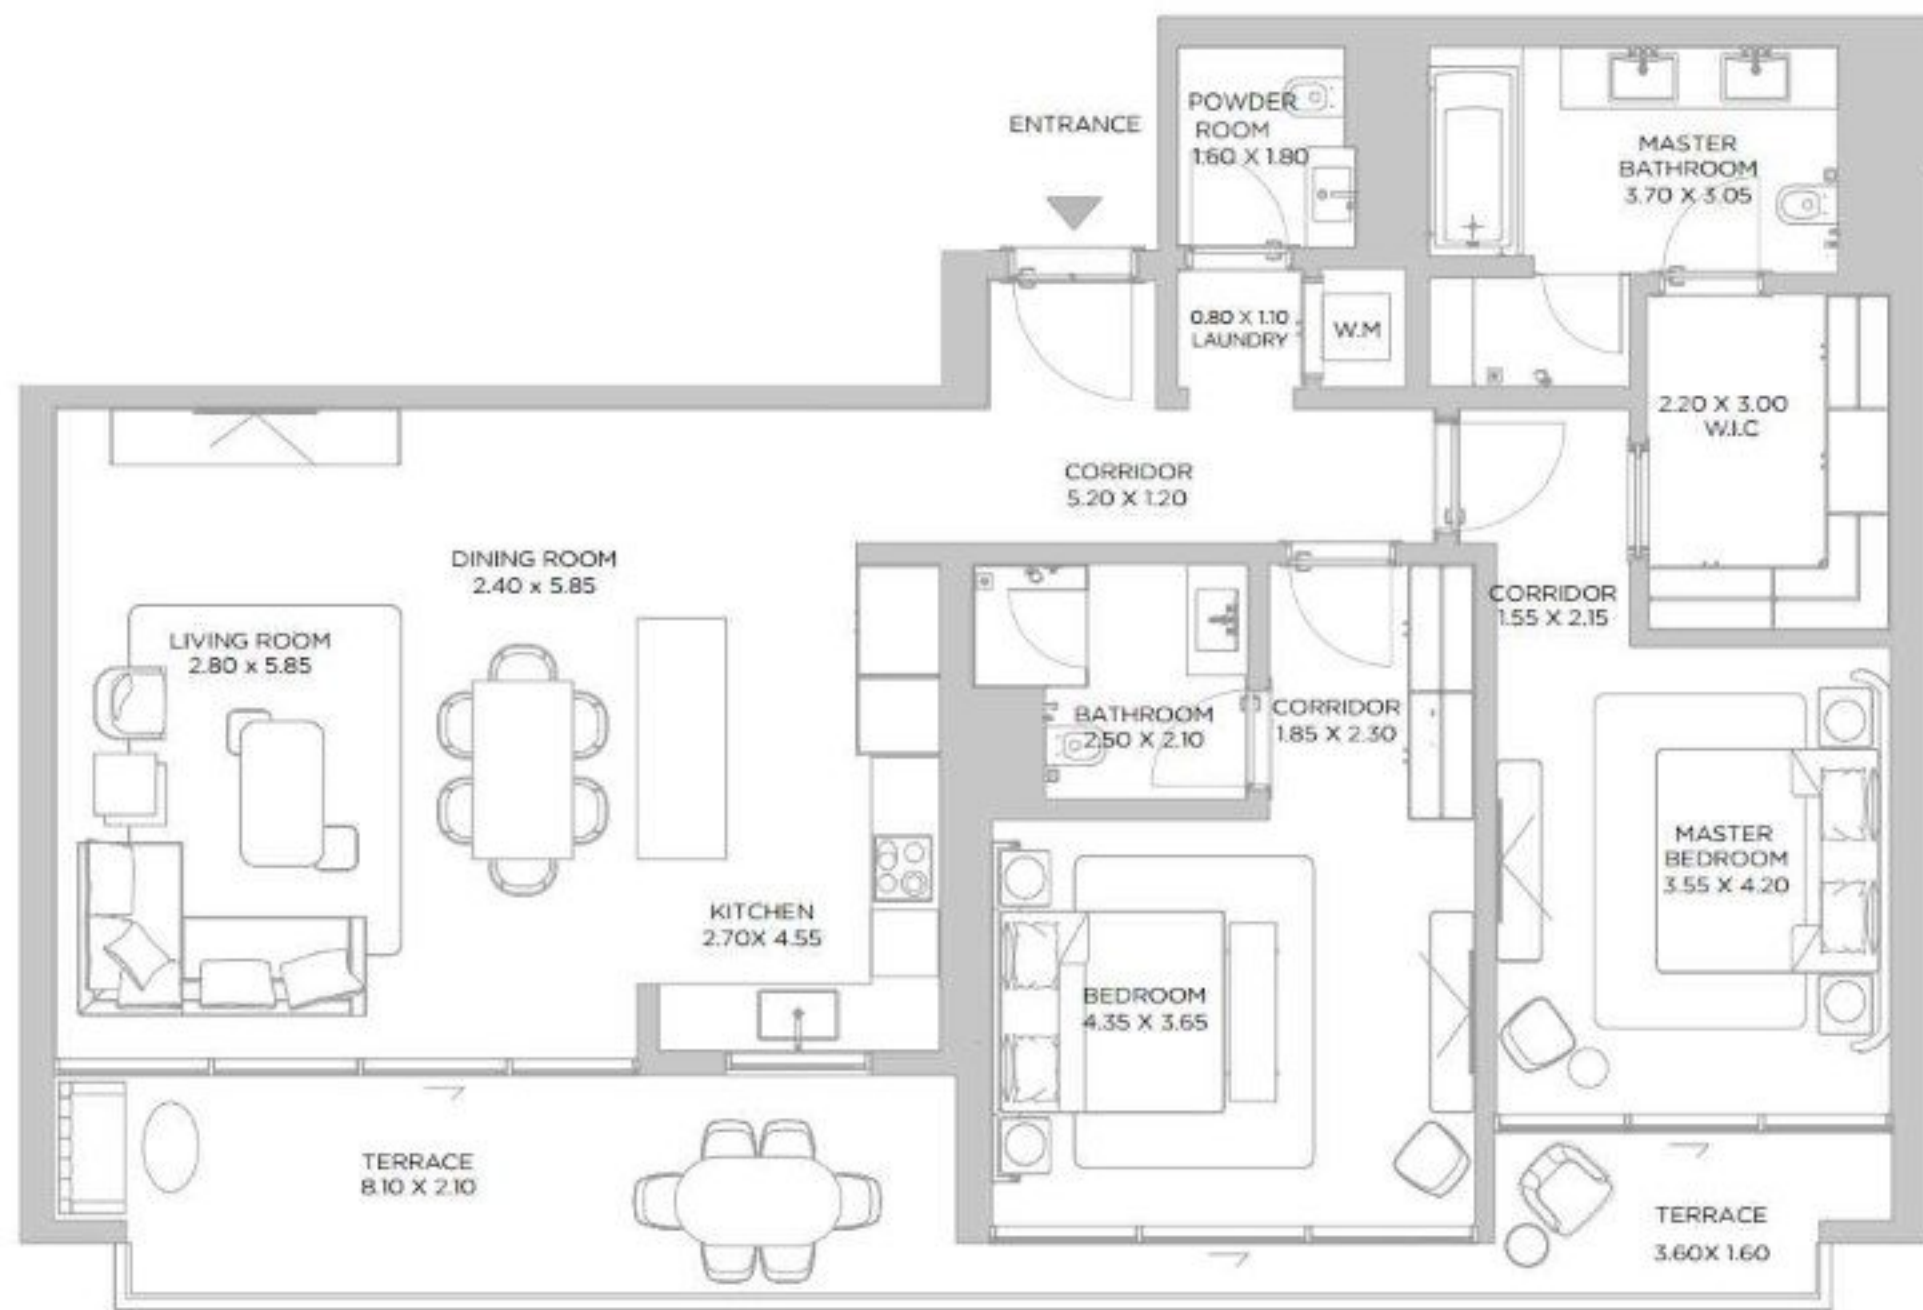 ENTRANCE
POWDER
ROOM
1.60 X 1.80
MASTER
BATHROOM
3.70 X 3.05
0.80 X 1.10
LAUNDRY
W.M
2.20 X 3.00
W.I.C
CORRIDOR
5.20 X 1.20
DINING ROOM
2.40 x 5.85
LIVING ROOM
2.80 x 5.85
CORRIDOR
1.55 X 2.15
BATHROOM
2.50 X 2.10
CORRIDOR
1.85 X 2.30
MASTER
BEDROOM
3.55 X 4.20
KITCHEN
2.70X 4.55
BEDROOM
4.35 X 3.65
TERRACE
8.10 X 2.10
TERRACE
3.60X 1.60